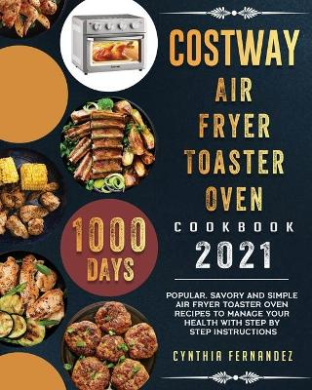 COSTWAY
AIR
FRYER
TOASTER
OVEN
COOKBOOK
2021
1000
DAYS
POPULAR, SAVORY AND SIMPLE
AIR FRYER TOASTER OVEN
RECIPES TO MANAGE YOUR
HEALTH WITH STEP BY
STEP INSTRUCTIONS
CYNTHIA FERNANDEZ